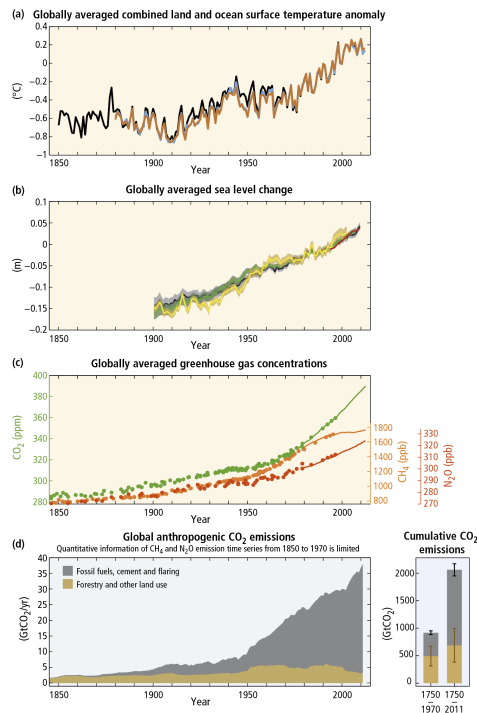 (a) Globally averaged combined land and ocean surface temperature anomaly
0.4
0.2
0
−0.2
−0.4
−0.6
−0.8
−1
(°C)
1850 1900 1950 2000
Year
(b) Globally averaged sea level change
0.1
0.05
0
−0.05
−0.1
−0.15
−0.2
(m)
1850 1900 1950 2000
Year
(c) Globally averaged greenhouse gas concentrations
400
380
360
340
320
300
280
CO2 (ppm)
1800
1600
1400
1200
1000
800
CH4 (ppb)
330
320
310
300
290
280
270
N2O (ppb)
1850 1900 1950 2000
Year
(d) Global anthropogenic CO2 emissions
Quantitative information of CH4 and N2O emission time series from 1850 to 1970 is limited
40
35
30
25
20
15
10
5
0
(GtCO2/yr)
Fossil fuels, cement and flaring
Forestry and other land use
1850 1900 1950 2000
Year
Cumulative CO2
emissions
2000
1500
1000
500
0
(GtCO2)
1750 1750
– –
1970 2011